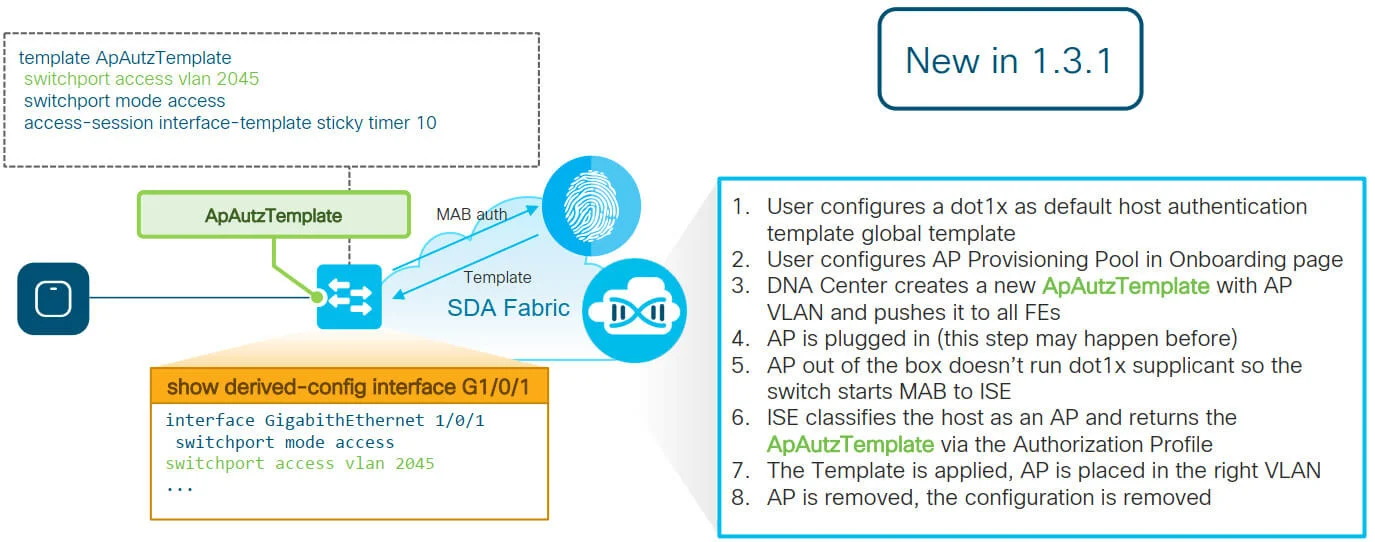 template ApAutzTemplate
switchport access vlan 2045
switchport mode access
access-session interface-template sticky timer 10
New in 1.3.1
ApAutzTemplate
MAB auth
Template
SDA Fabric
show derived-config interface G1/0/1
interface GigabithEthernet 1/0/1
switchport mode access
switchport access vlan 2045
...
1. User configures a dot1x as default host authentication
template global template
2. User configures AP Provisioning Pool in Onboarding page
3. DNA Center creates a new ApAutzTemplate with AP
VLAN and pushes it to all FEs
4. AP is plugged in (this step may happen before)
5. AP out of the box doesn't run dot1x supplicant so the
switch starts MAB to ISE
6. ISE classifies the host as an AP and returns the
ApAutzTemplate via the Authorization Profile
7. The Template is applied, AP is placed in the right VLAN
8. AP is removed, the configuration is removed